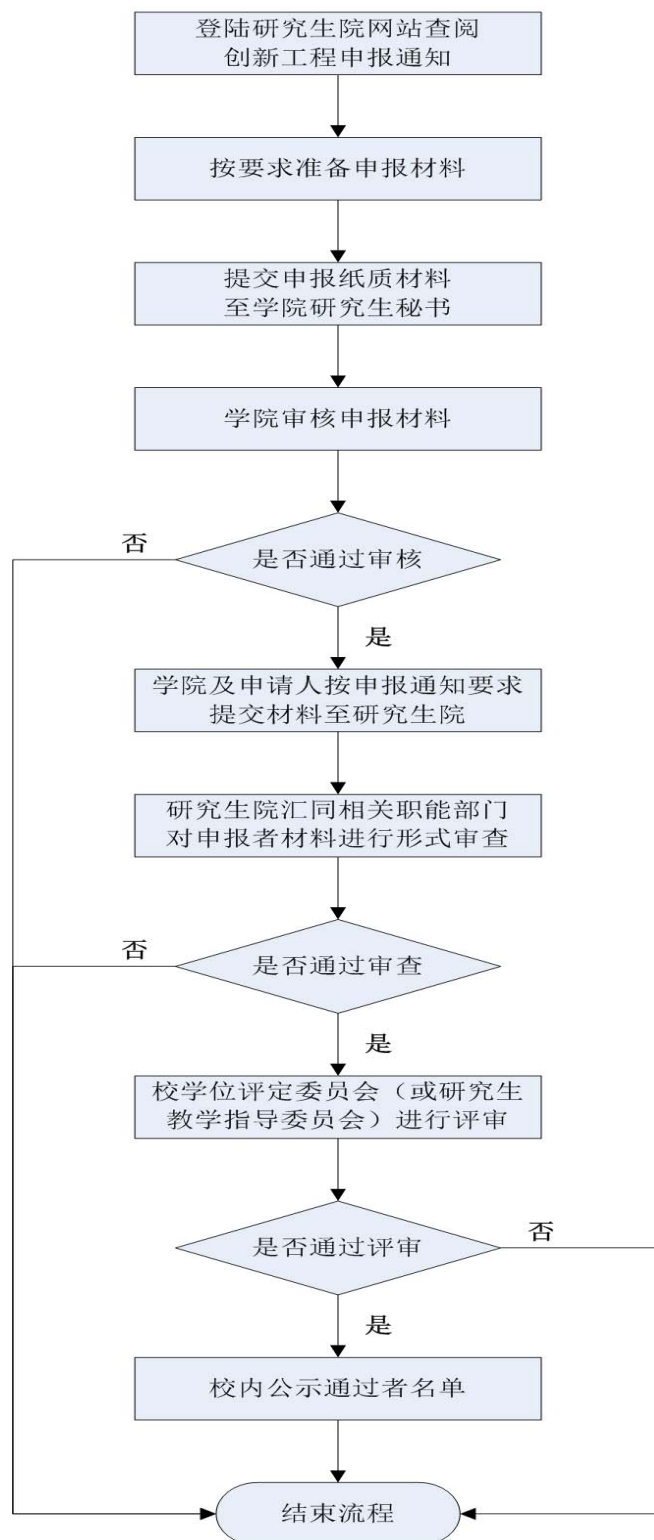 登陆研究生院网站查阅
创新工程申报通知
按要求准备申报材料
提交申报纸质材料
至学院研究生秘书
学院审核申报材料
否
是否通过审核
是
学院及申请人按申报通知要求
提交材料至研究生院
研究生院汇同相关职能部门
对申报者材料进行形式审查
否
是否通过审查
是
校学位评定委员会（或研究生
教学指导委员会）进行评审
是否通过评审
否
是
校内公示通过者名单
结束流程